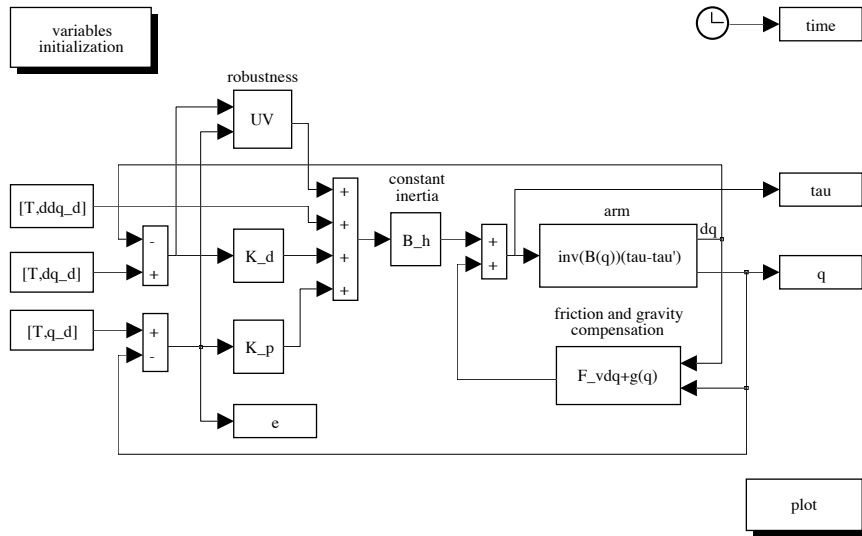 variables
initialization
time
robustness
UV
[T,ddq_d]
[T,dq_d]
[T,q_d]
-
+
+
-
K_d
K_p
e
+
+
+
+
constant
inertia
B_h
+
+
arm
inv(B(q))(tau-tau')
dq
tau
q
friction and gravity
compensation
F_vdq+g(q)
plot